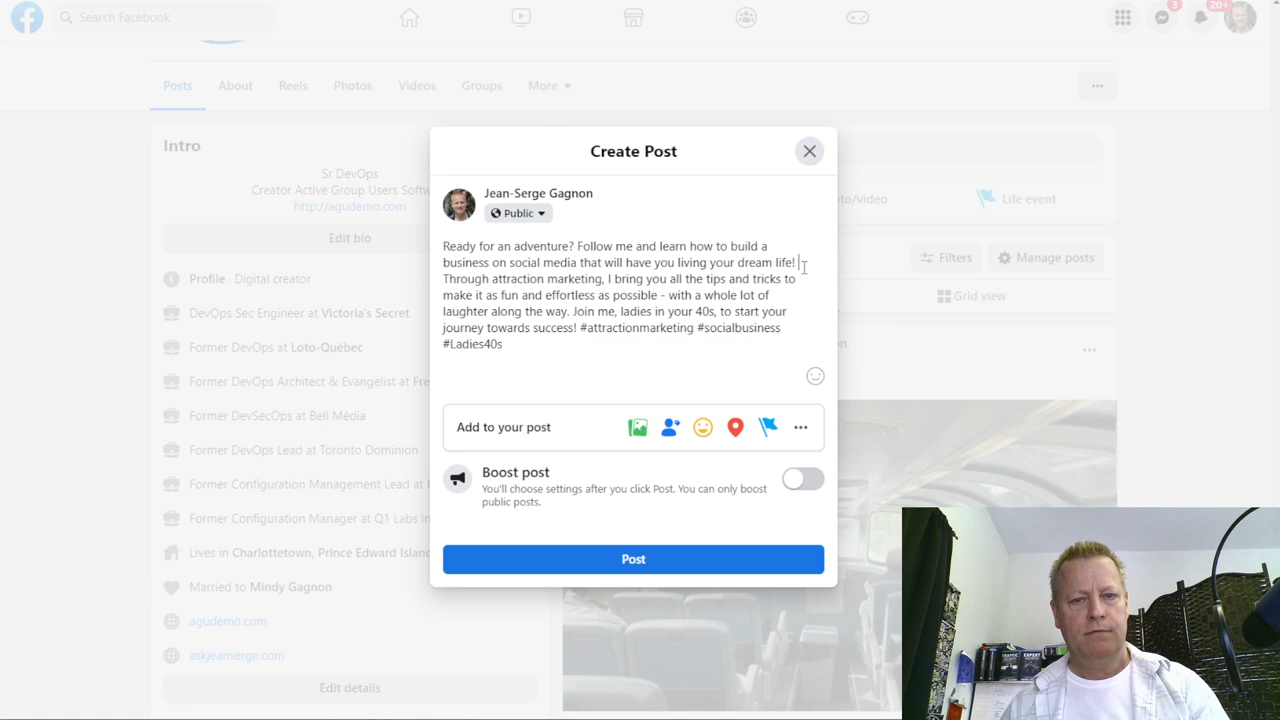 Search Facebook
3
20+
Posts
About
Reels
Photos
Videos
Groups
More
Intro
Sr DevOps
Creator Active Group Users Softw
http://agudemo.com
Edit bio
Profile · Digital creator
DevOps Sec Engineer at Victoria's Secret
Former DevOps at Loto-Québec
Former DevOps Architect & Evangelist at Fre
Former DevSecOps at Bell Média
Former DevOps Lead at Toronto Dominion
Former Configuration Management Lead at
Former Configuration Manager at Q1 Labs In
Lives in Charlottetown, Prince Edward Island
Married to Mindy Gagnon
agudemo.com
askjeanserge.com
Edit details
Create Post
Jean-Serge Gagnon
Public
Ready for an adventure? Follow me and learn how to build a
business on social media that will have you living your dream life!
Through attraction marketing, I bring you all the tips and tricks to
make it as fun and effortless as possible - with a whole lot of
laughter along the way. Join me, ladies in your 40s, to start your
journey towards success! #attractionmarketing #socialbusiness
#Ladies40s
Add to your post
Boost post
You'll choose settings after you click Post. You can only boost
public posts.
Post
oto/video
Life event
Filters
Manage posts
Grid view
n.
TRAFFIC
EXPERT